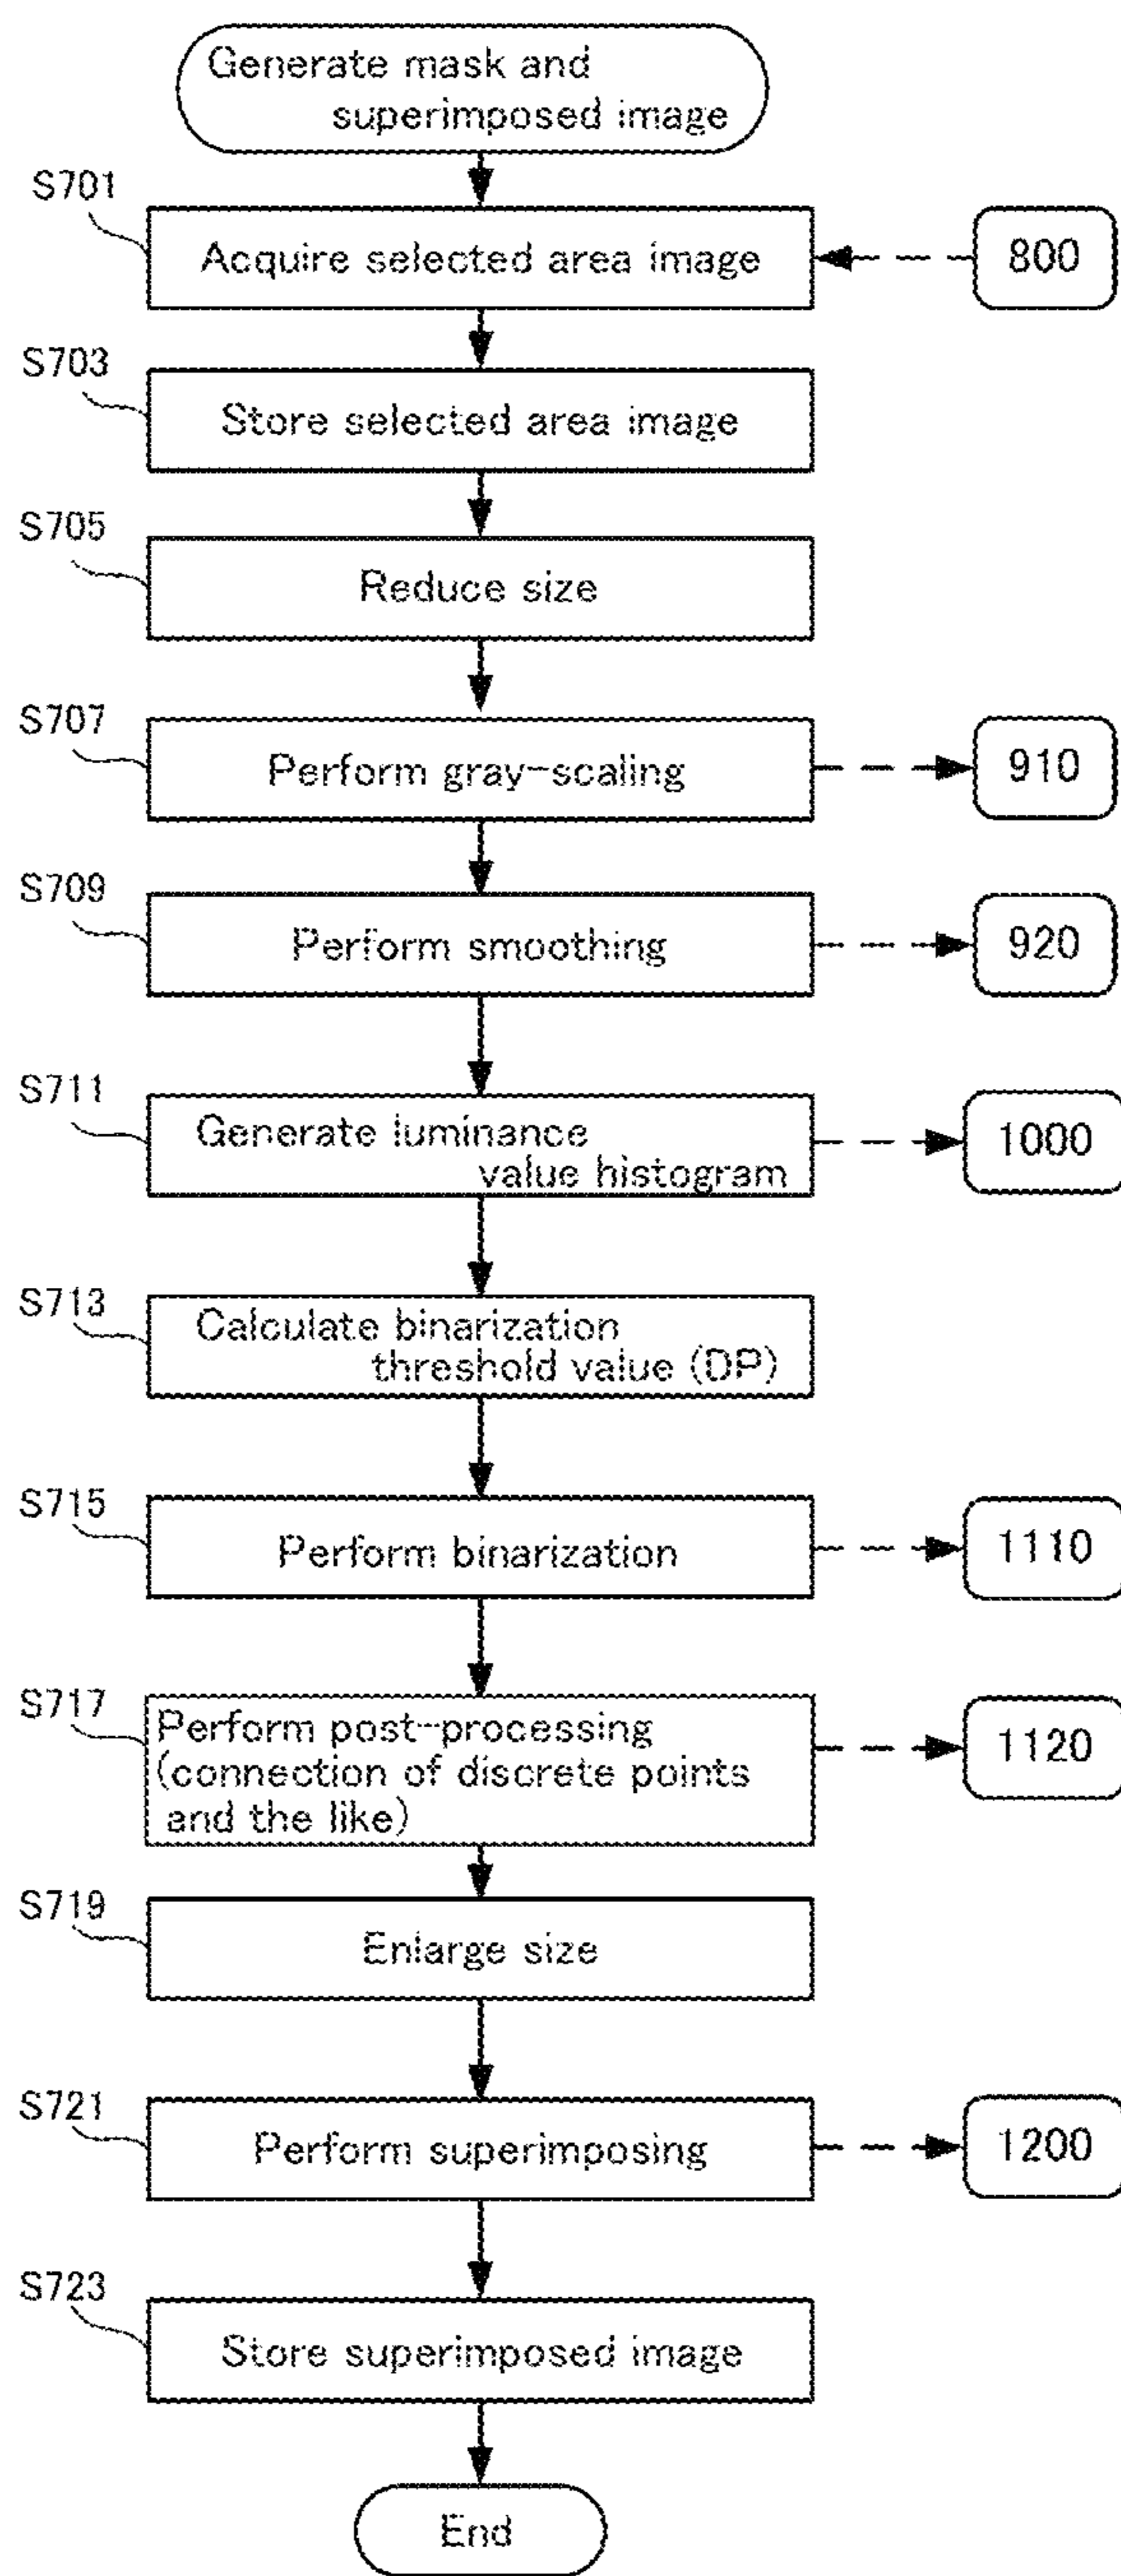 Generate mask and
superimposed image
S701
Acquire selected area image
800
S703
Store selected area image
S705
Reduce size
S707
Perform gray-scaling
910
S709
Perform smoothing
920
S711
Generate luminance
value histogram
1000
S713
Calculate binarization
threshold value (DP)
S715
Perform binarization
1110
S717
Perform post-processing
(connection of discrete points
and the like)
1120
S719
Enlarge size
S721
Perform superimposing
1200
S723
Store superimposed image
End